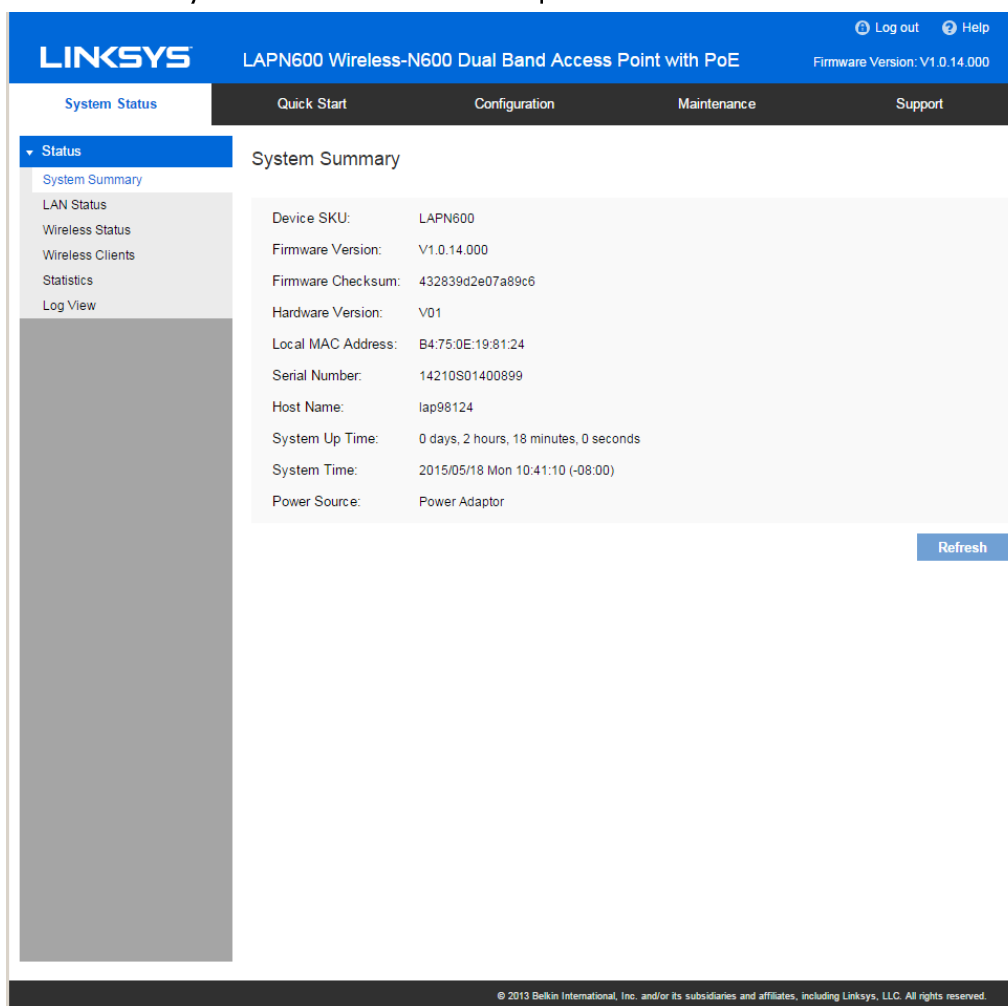 Log out Help
LINKSYS LAPN600 Wireless-N600 Dual Band Access Point with PoE Firmware Version: V1.0.14.000
System Status Quick Start Configuration Maintenance Support
Status
System Summary
LAN Status
Wireless Status
Wireless Clients
Statistics
Log View
System Summary
Device SKU: LAPN600
Firmware Version: V1.0.14.000
Firmware Checksum: 432839d2e07a89c6
Hardware Version: V01
Local MAC Address: B4:75:0E:19:81:24
Serial Number: 14210S01400899
Host Name: lap98124
System Up Time: 0 days, 2 hours, 18 minutes, 0 seconds
System Time: 2015/05/18 Mon 10:41:10 (-08:00)
Power Source: Power Adaptor
Refresh
© 2013 Belkin International, Inc. and/or its subsidiaries and affiliates, including Linksys, LLC. All rights reserved.